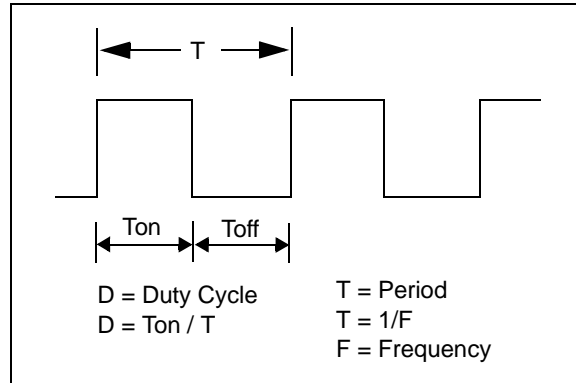 T
Ton
Toff
D = Duty Cycle
D = Ton / T
T = Period
T = 1/F
F = Frequency